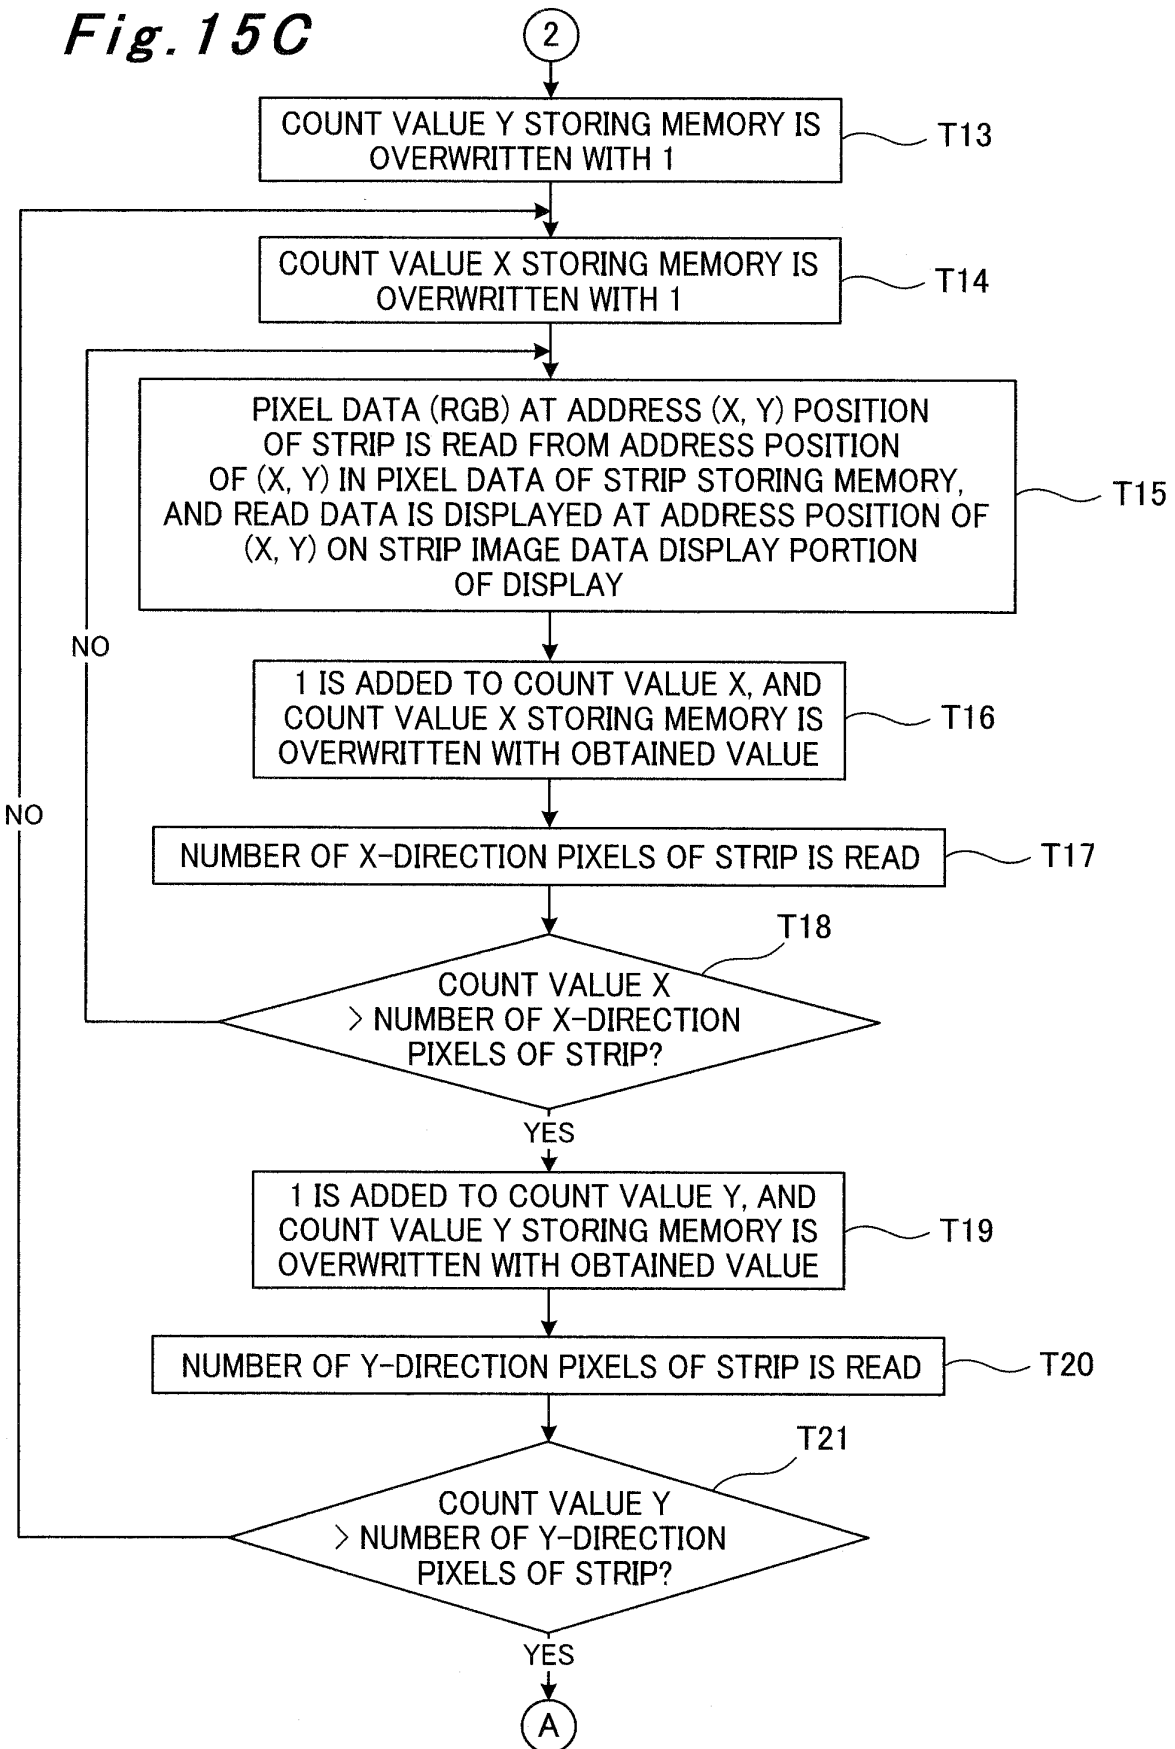 Fig.15C
2
COUNT VALUE Y STORING MEMORY IS
OVERWRITTEN WITH 1
T13
COUNT VALUE X STORING MEMORY IS
OVERWRITTEN WITH 1
T14
PIXEL DATA (RGB) AT ADDRESS (X, Y) POSITION
OF STRIP IS READ FROM ADDRESS POSITION
OF (X, Y) IN PIXEL DATA OF STRIP STORING MEMORY,
AND READ DATA IS DISPLAYED AT ADDRESS POSITION OF
(X, Y) ON STRIP IMAGE DATA DISPLAY PORTION
OF DISPLAY
T15
NO
1 IS ADDED TO COUNT VALUE X, AND
COUNT VALUE X STORING MEMORY IS
OVERWRITTEN WITH OBTAINED VALUE
T16
NO
NUMBER OF X-DIRECTION PIXELS OF STRIP IS READ
T17
T18
COUNT VALUE X
> NUMBER OF X-DIRECTION
PIXELS OF STRIP?
YES
1 IS ADDED TO COUNT VALUE Y, AND
COUNT VALUE Y STORING MEMORY IS
OVERWRITTEN WITH OBTAINED VALUE
T19
NUMBER OF Y-DIRECTION PIXELS OF STRIP IS READ
T20
T21
COUNT VALUE Y
> NUMBER OF Y-DIRECTION
PIXELS OF STRIP?
YES
A